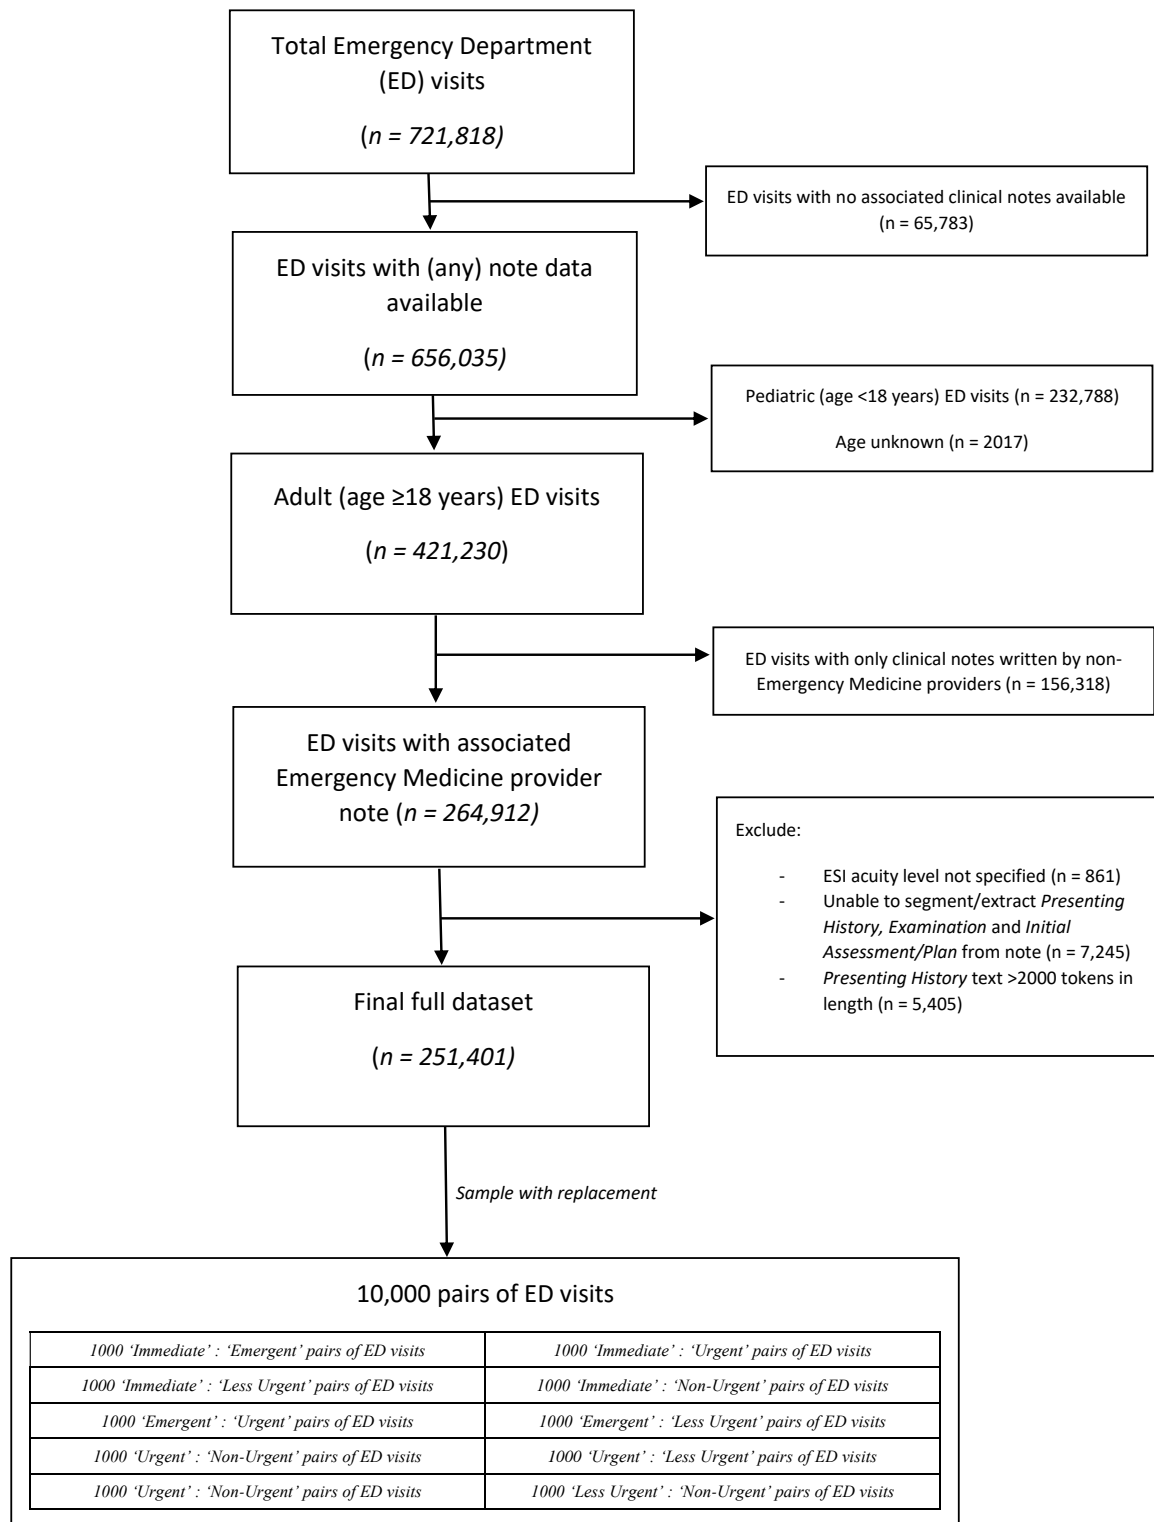 Total Emergency Department
(ED) visits
(n = 721,818)
ED visits with no associated clinical notes available
(n = 65,783)
ED visits with (any) note data
available
(n = 656,035)
Pediatric (age <18 years) ED visits (n = 232,788)
Age unknown (n = 2017)
Adult (age ≥18 years) ED visits
(n = 421,230)
ED visits with only clinical notes written by non-
Emergency Medicine providers (n = 156,318)
ED visits with associated
Emergency Medicine provider
note (n = 264,912)
Exclude:
- ESI acuity level not specified (n = 861)
- Unable to segment/extract Presenting
History, Examination and Initial
Assessment/Plan from note (n = 7,245)
- Presenting History text >2000 tokens in
length (n = 5,405)
Final full dataset
(n = 251,401)
Sample with replacement
10,000 pairs of ED visits
1000 ‘Immediate’ : ‘Emergent’ pairs of ED visits
1000 ‘Immediate’ : ‘Urgent’ pairs of ED visits
1000 ‘Immediate’ : ‘Less Urgent’ pairs of ED visits
1000 ‘Immediate’ : ‘Non-Urgent’ pairs of ED visits
1000 ‘Emergent’ : ‘Urgent’ pairs of ED visits
1000 ‘Emergent’ : ‘Less Urgent’ pairs of ED visits
1000 ‘Urgent’ : ‘Non-Urgent’ pairs of ED visits
1000 ‘Urgent’ : ‘Less Urgent’ pairs of ED visits
1000 ‘Urgent’ : ‘Non-Urgent’ pairs of ED visits
1000 ‘Less Urgent’ : ‘Non-Urgent’ pairs of ED visits